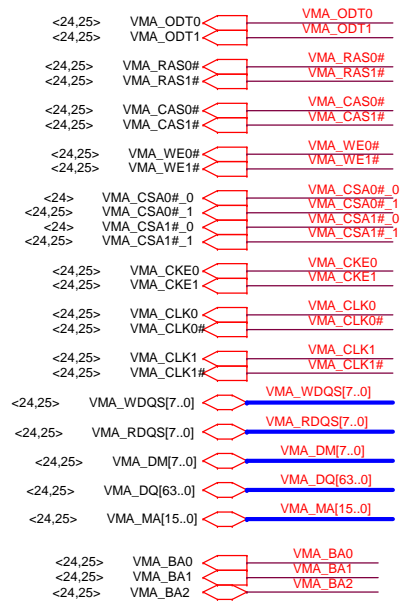 <24,25> VMA_ODT0 VMA_ODT0
<24,25> VMA_ODT1 VMA_ODT1
<24,25> VMA_RAS0# VMA_RAS0#
<24,25> VMA_RAS1# VMA_RAS1#
<24,25> VMA_CAS0# VMA_CAS0#
<24,25> VMA_CAS1# VMA_CAS1#
<24,25> VMA_WE0# VMA_WE0#
<24,25> VMA_WE1# VMA_WE1#
<24> VMA_CSA0#_0 VMA_CSA0#_0
<24,25> VMA_CSA0#_1 VMA_CSA0#_1
<24> VMA_CSA1#_0 VMA_CSA1#_0
<24,25> VMA_CSA1#_1 VMA_CSA1#_1
<24,25> VMA_CKE0 VMA_CKE0
<24,25> VMA_CKE1 VMA_CKE1
<24,25> VMA_CLK0 VMA_CLK0
<24,25> VMA_CLK0# VMA_CLK0#
<24,25> VMA_CLK1 VMA_CLK1
<24,25> VMA_CLK1# VMA_CLK1#
<24,25> VMA_WDQS[7..0] VMA_WDQS[7..0]
<24,25> VMA_RDQS[7..0] VMA_RDQS[7..0]
<24,25> VMA_DM[7..0] VMA_DM[7..0]
<24,25> VMA_DQ[63..0] VMA_DQ[63..0]
<24,25> VMA_MA[15..0] VMA_MA[15..0]
<24,25> VMA_BA0 VMA_BA0
<24,25> VMA_BA1 VMA_BA1
<24,25> VMA_BA2 VMA_BA2